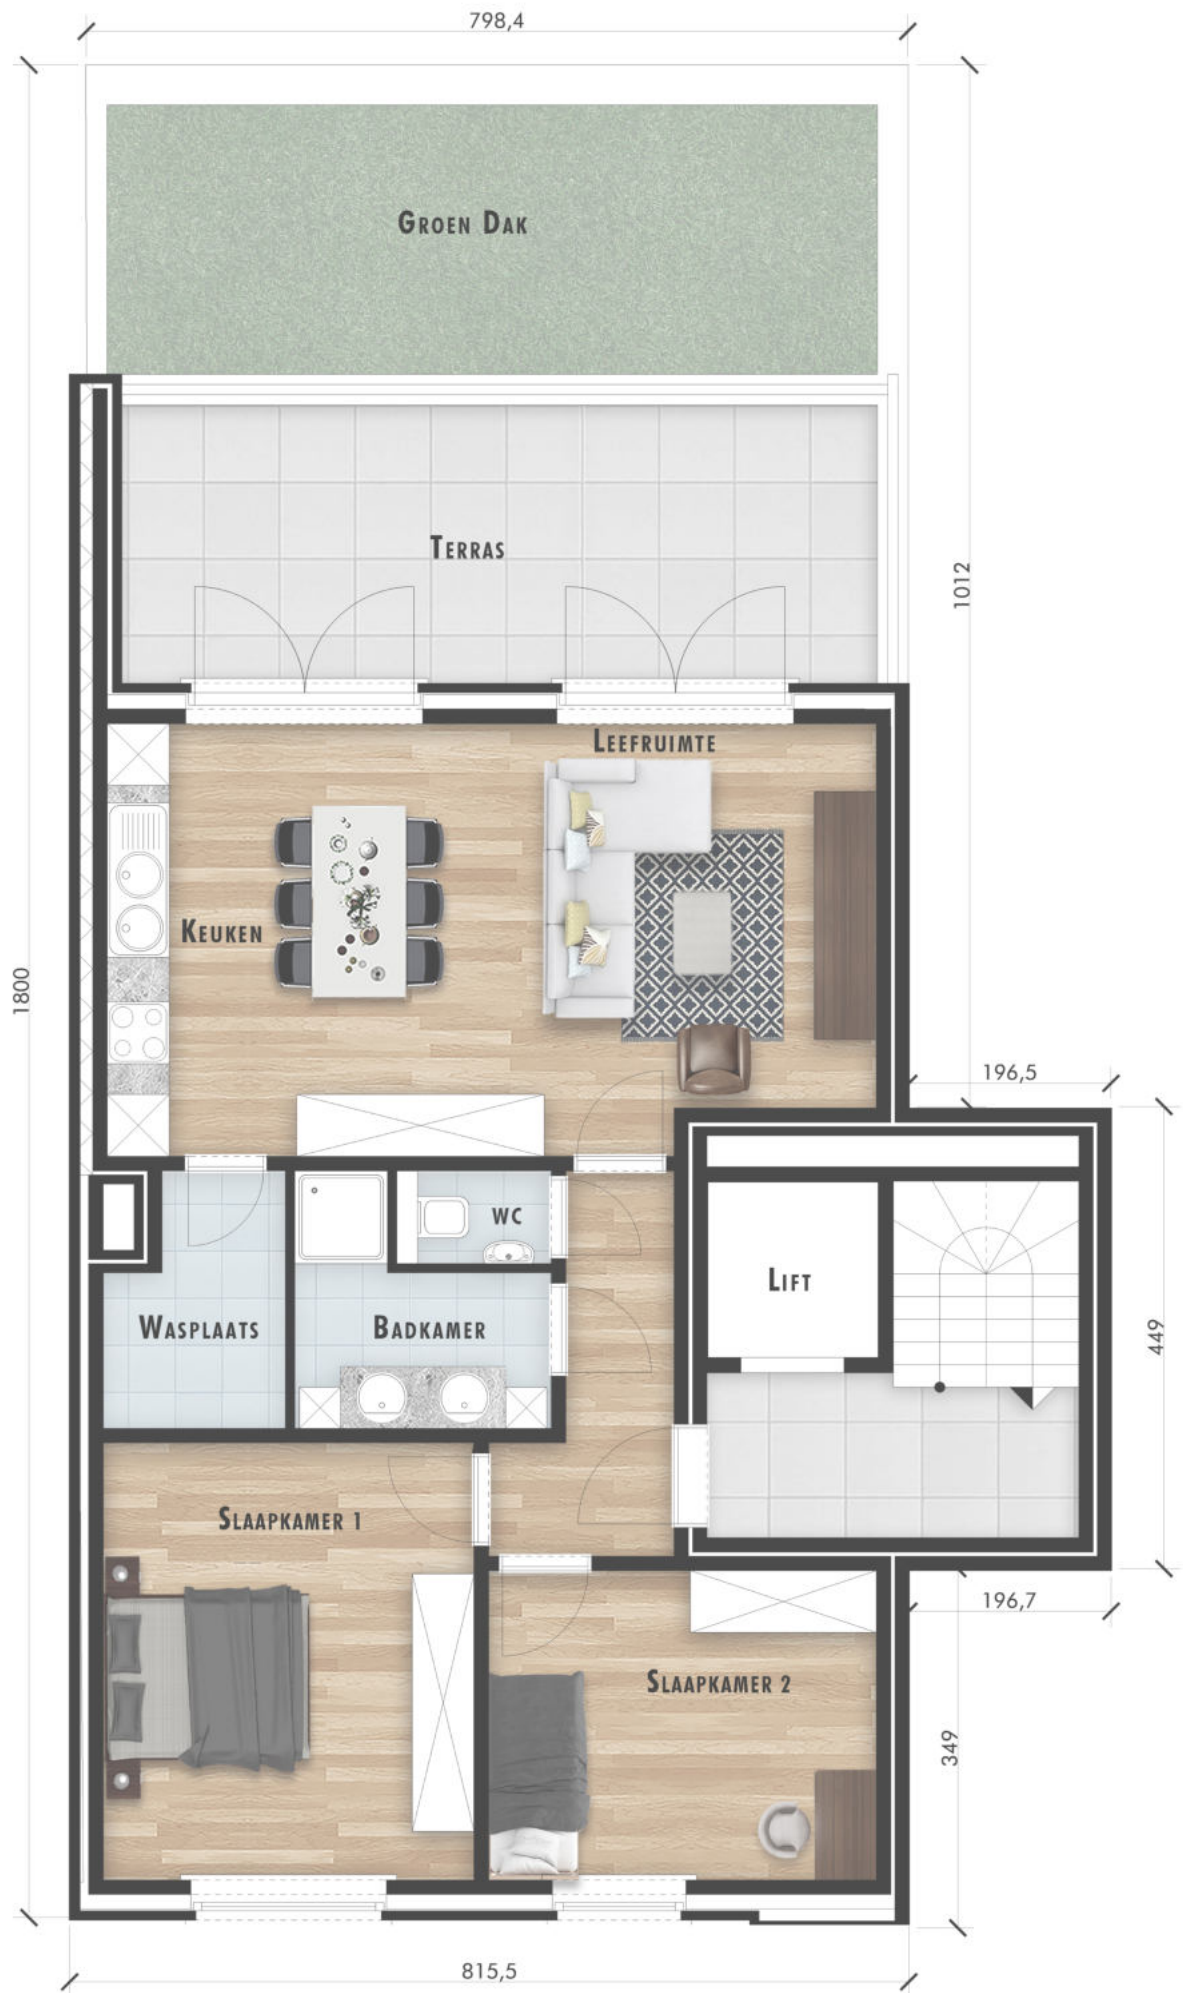 798,4
GROEN DAK
TERRAS
1012
LEEFRUIMTE
KEUKEN
1800
196,5
WC
LIFT
WASPLAATS
BADKAMER
449
SLAAPKAMER 1
196,7
SLAAPKAMER 2
349
815,5